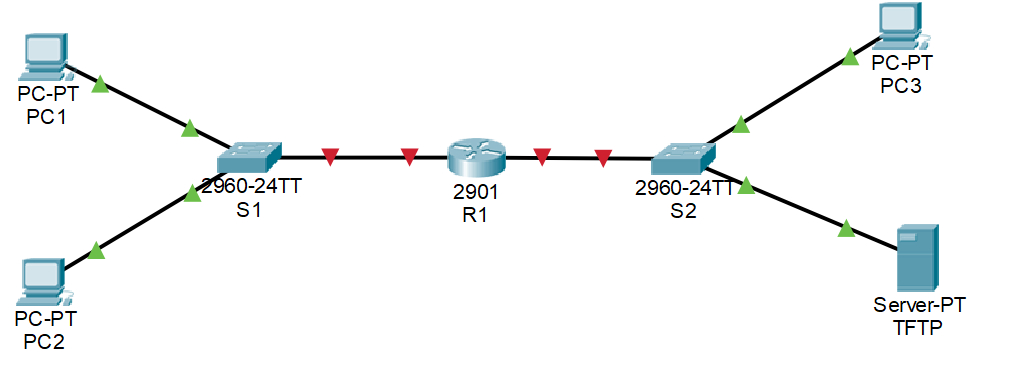 PC-PT
PC1
PC-PT
PC3
2960-24TT
S1
2901
R1
2960-24TT
S2
PC-PT
PC2
Server-PT
TFTP